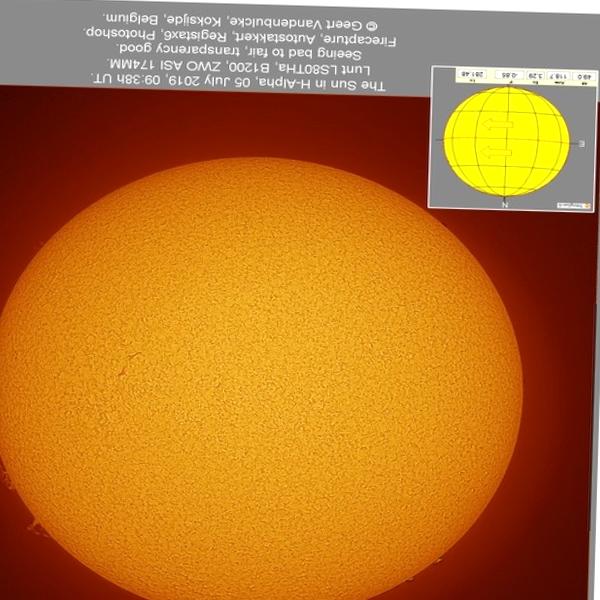 The Sun in H-Alpha, 05 July 2019, 09:38h UT.
Lunt LS80THa, B1200, ZWO ASI 174MM.
Seeing bad to fair, transparency good.
Firecapture, Autostakkert, Registax6, Photoshop.
© Geert Vandenbulcke, Koksijde, Belgium.
N
E
49.0 118.7 3.29 -0.85 281.48